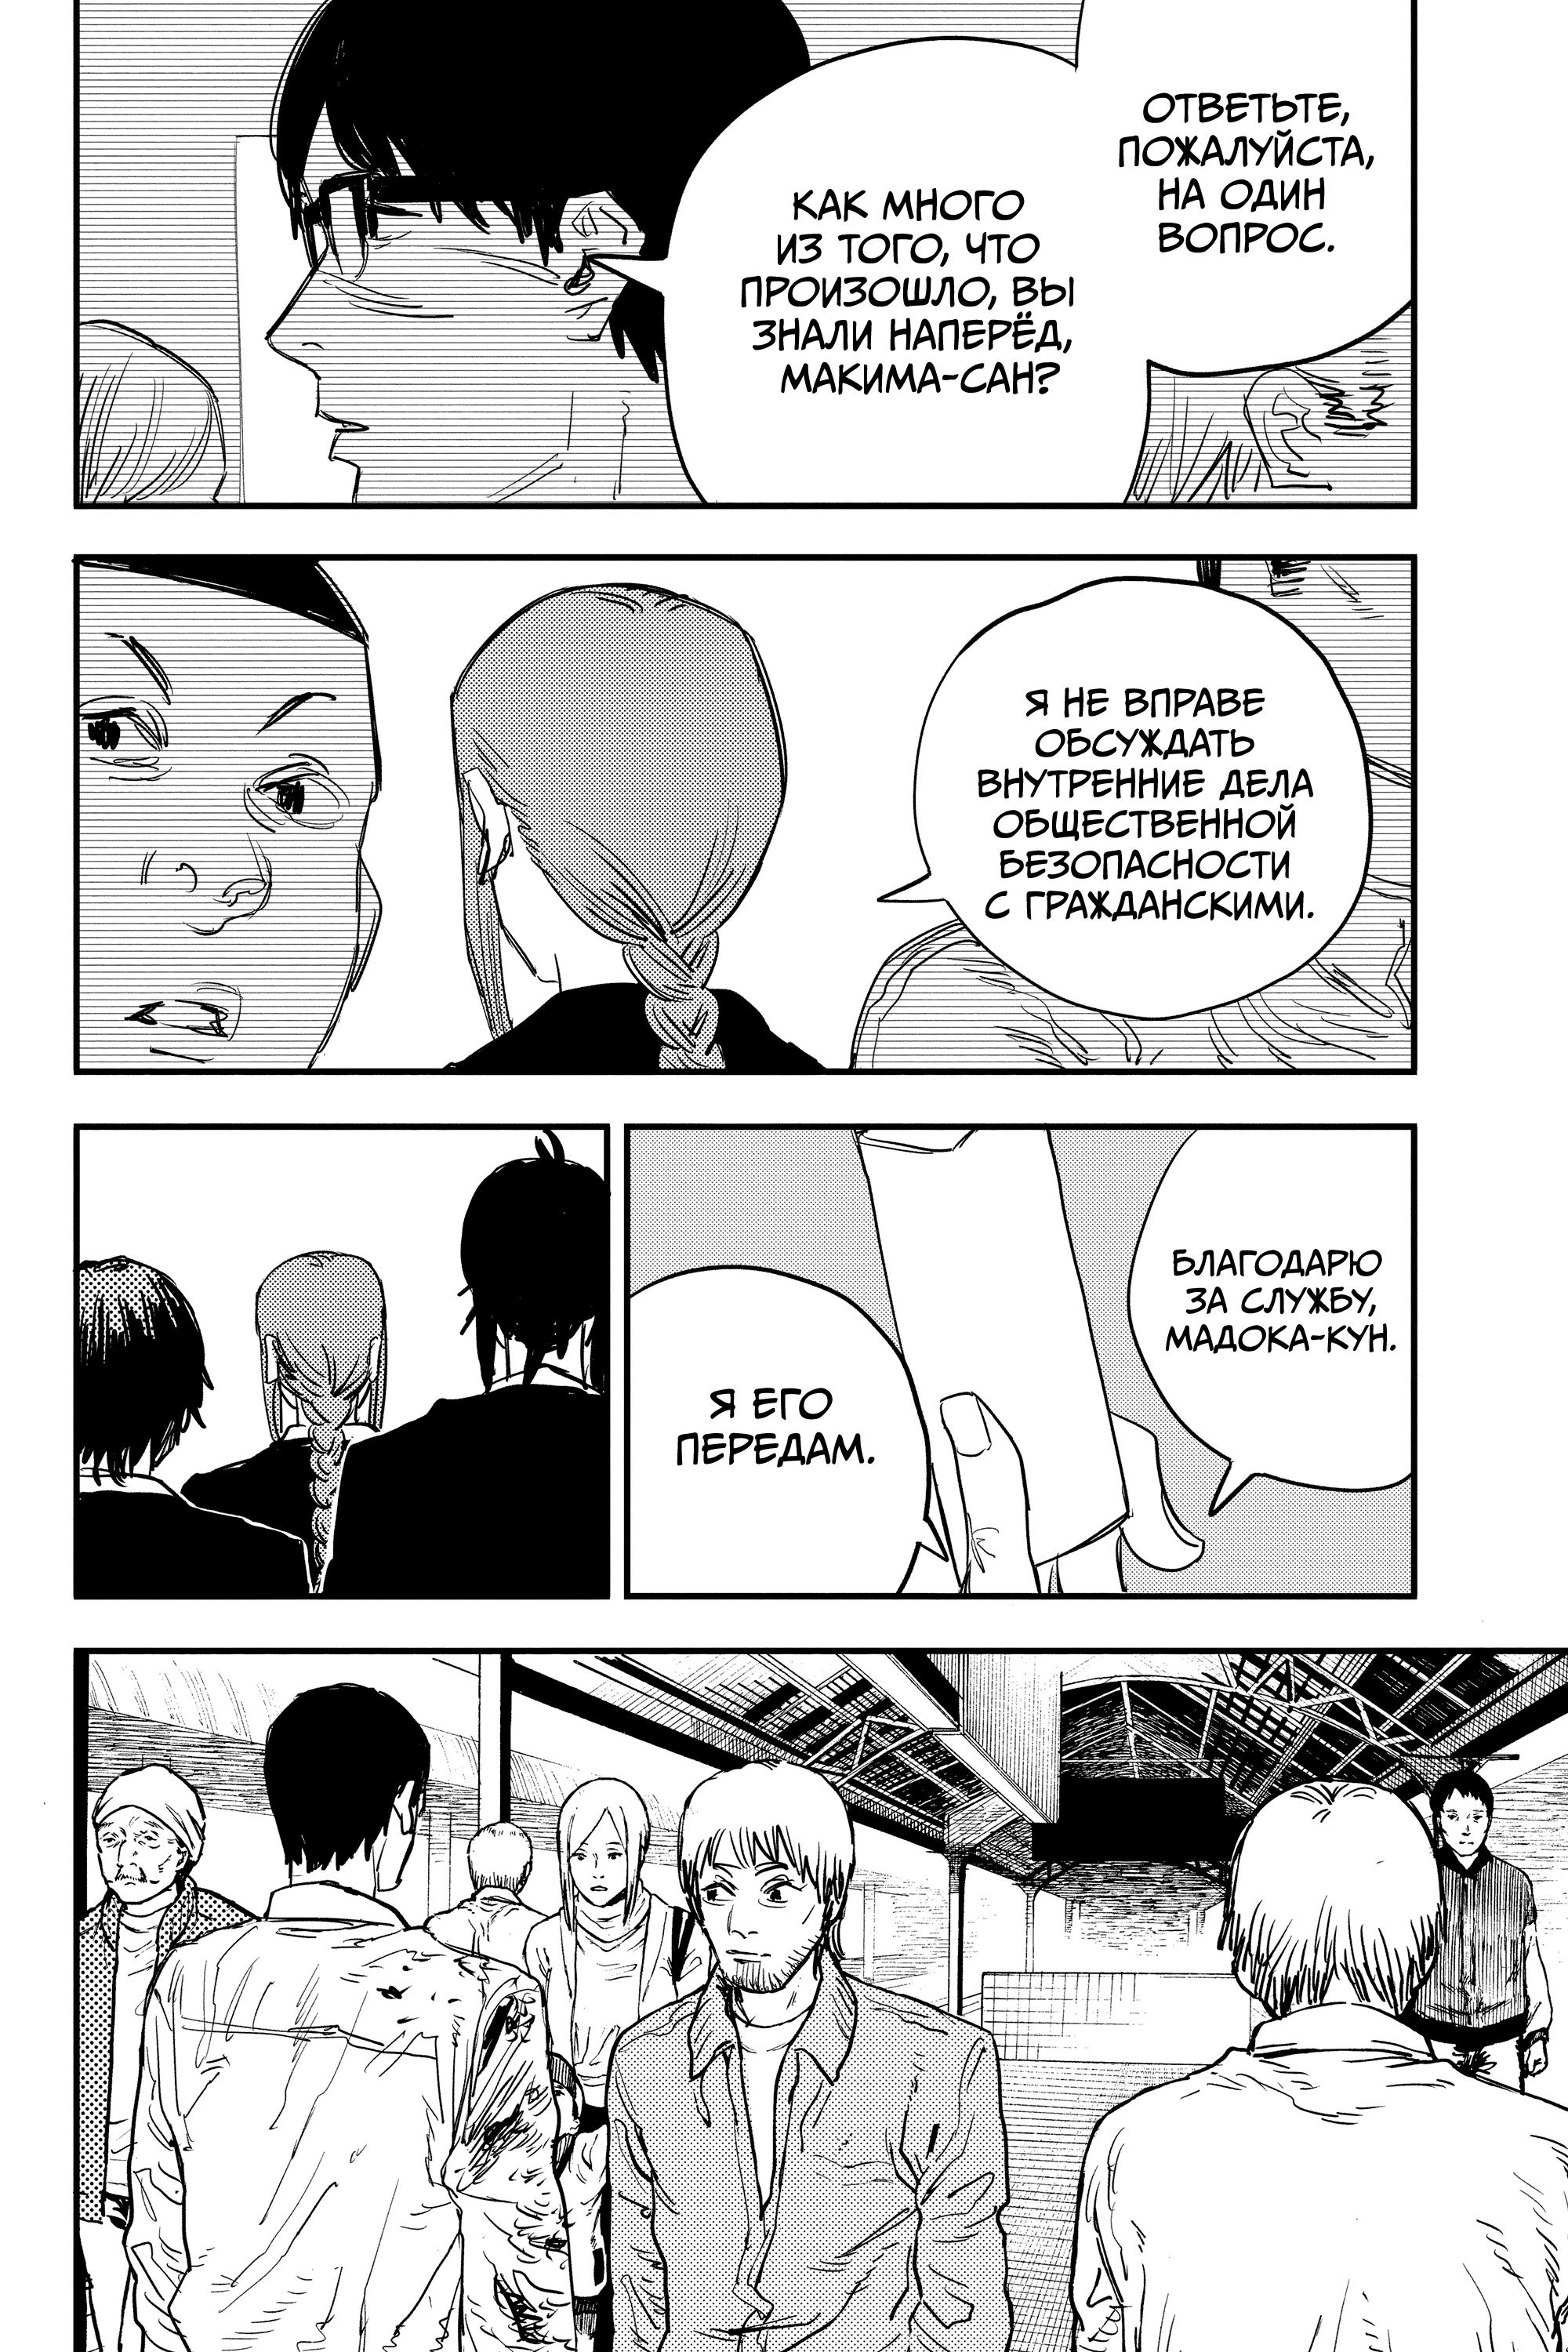 ОТВЕТЬТЕ,
ПОЖАЛУЙСТА,
НА ОДИН
ВОПРОС.
КАК МНОГО
ИЗ ТОГО, ЧТО
ПРОИЗОШЛО, ВЫ
ЗНАЛИ НАПЕРЁД,
МАКИМА-САН?
Я НЕ ВПРАВЕ
ОБСУЖДАТЬ
ВНУТРЕННИЕ ДЕЛА
ОБЩЕСТВЕННОЙ
БЕЗОПАСНОСТИ
С ГРАЖДАНСКИМИ.
БЛАГОДАРЮ
ЗА СЛУЖБУ,
МАДОКА-КУН.
Я ЕГО
ПЕРЕДАМ.